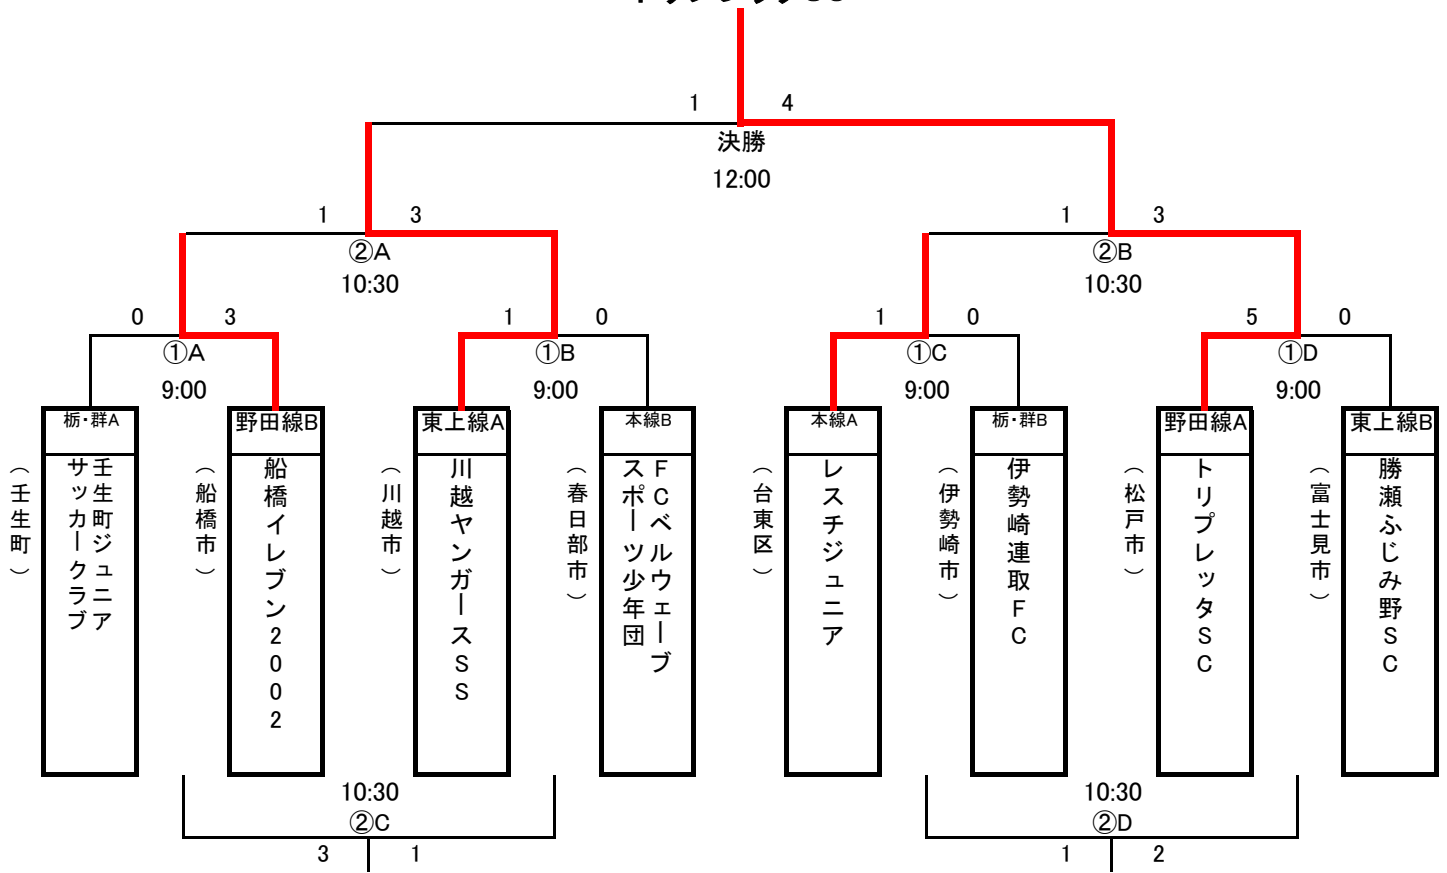 1 4
決勝
12:00
1 3
②A
10:30
1 3
②B
10:30
0 3
①A
9:00
1 0
①B
9:00
1 0
①C
9:00
5 0
①D
9:00
栃・群A
壬生町ジュニア
サッカークラブ
（壬生町）
野田線B
船橋イレブン2002
（船橋市）
東上線A
川越ヤンガースSS
（川越市）
本線B
FCベルウェーブ
スポーツ少年団
（春日部市）
本線A
レスチジュニア
（台東区）
栃・群B
伊勢崎連取FC
（伊勢崎市）
野田線A
トリプレッタSC
（松戸市）
東上線B
勝瀬ふじみ野SC
（富士見市）
10:30
②C
3 1
10:30
②D
1 2